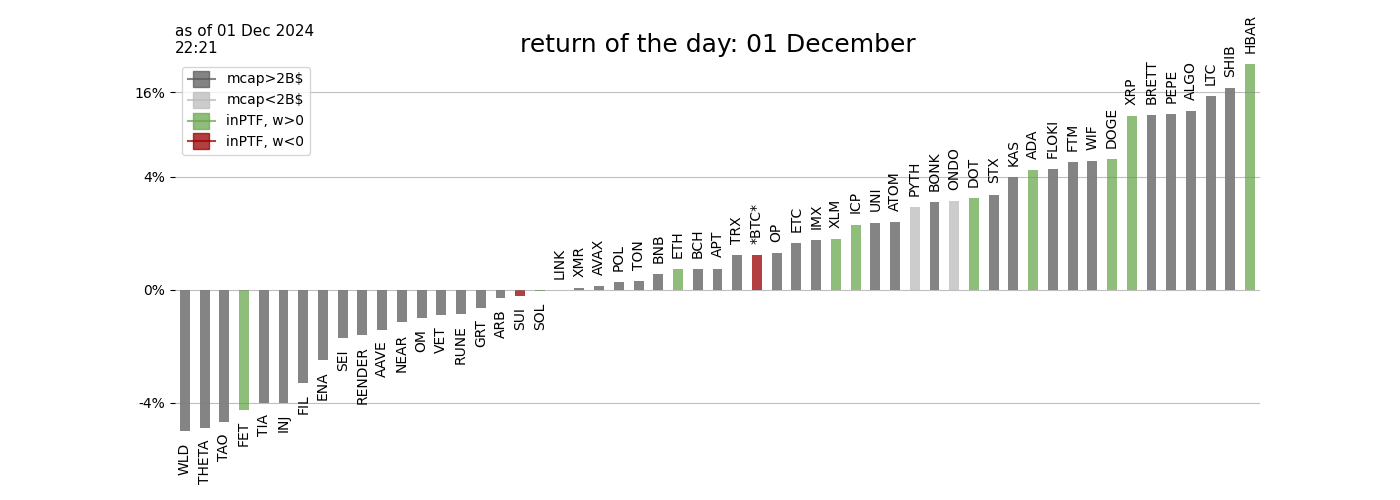 as of 01 Dec 2024
22:21
return of the day: 01 December
mcap>2B$
mcap<2B$
inPTF, w>0
inPTF, w<0
16%
4%
0%
-4%
WLD
THETA
TAO
FET
TIA
INJ
FIL
ENA
SEI
RENDER
AAVE
NEAR
OM
VET
RUNE
GRT
ARB
SUI
SOL
LINK
XMR
AVAX
POL
TON
BNB
ETH
BCH
APT
TRX
*BTC*
OP
ETC
IMX
XLM
ICP
UNI
ATOM
PYTH
BONK
ONDO
DOT
STX
KAS
ADA
FLOKI
FTM
WIF
DOGE
XRP
BRETT
PEPE
ALGO
LTC
SHIB
HBAR